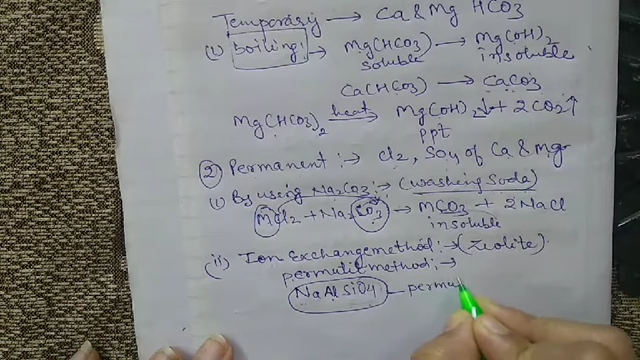 Temporary → Ca & Mg HCO3
(i) boiling: → Mg(HCO3) → Mg(OH)2
soluble insoluble
Ca(HCO3) → CaCO3
Mg(HCO3)2 heat→ Mg(OH)2↓ + 2CO2↑
ppt
② Permanent :→ Cl2, SO4 of Ca & Mg
(i) By using Na2CO3 :→ (washing Soda)
MCl2 + Na2CO3 → MCO3 + 2NaCl
insoluble
(ii) Ion exchange method :→ (Zeolite)
permutit method :→
NaAlSiO4 — permu